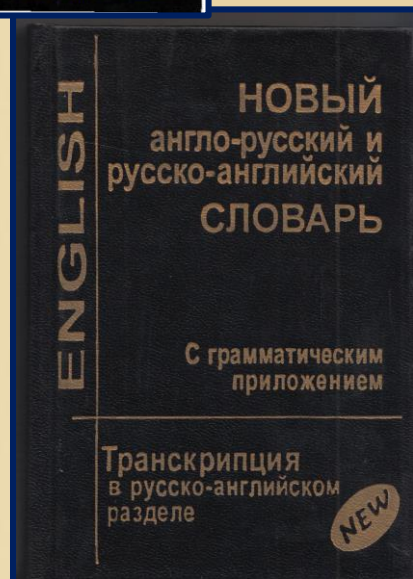 ENGLISH
НОВЫЙ
англо-русский и
русско-английский
СЛОВАРЬ
С грамматическим
приложением
Транскрипция
в русско-английском
разделе
NEW